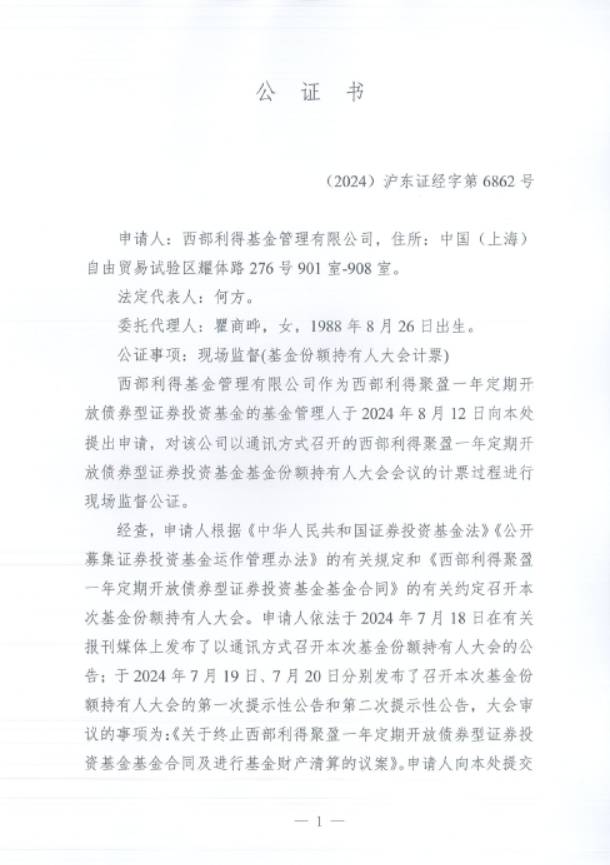 公 证 书
（2024）沪东证经字第 6862 号
申请人：西部利得基金管理有限公司，住所：中国（上海）
自由贸易试验区耀体路 276 号 901 室-908 室。
法定代表人：何方。
委托代理人：瞿商晔，女，1988 年 8 月 26 日出生。
公证事项：现场监督(基金份额持有人大会计票)
西部利得基金管理有限公司作为西部利得聚盈一年定期开
放债券型证券投资基金的基金管理人于 2024 年 8 月 12 日向本处
提出申请，对该公司以通讯方式召开的西部利得聚盈一年定期开
放债券型证券投资基金基金份额持有人大会会议的计票过程进行
现场监督公证。
经查，申请人根据《中华人民共和国证券投资基金法》《公开
募集证券投资基金运作管理办法》的有关规定和《西部利得聚盈
一年定期开放债券型证券投资基金基金合同》的有关约定召开本
次基金份额持有人大会。申请人依法于 2024 年 7 月 18 日在有关
报刊媒体上发布了以通讯方式召开本次基金份额持有人大会的公
告；于 2024 年 7 月 19 日、7 月 20 日分别发布了召开本次基金份
额持有人大会的第一次提示性公告和第二次提示性公告，大会审
议的事项为：《关于终止西部利得聚盈一年定期开放债券型证券投
资基金基金合同及进行基金财产清算的议案》。申请人向本处提交
— 1 —